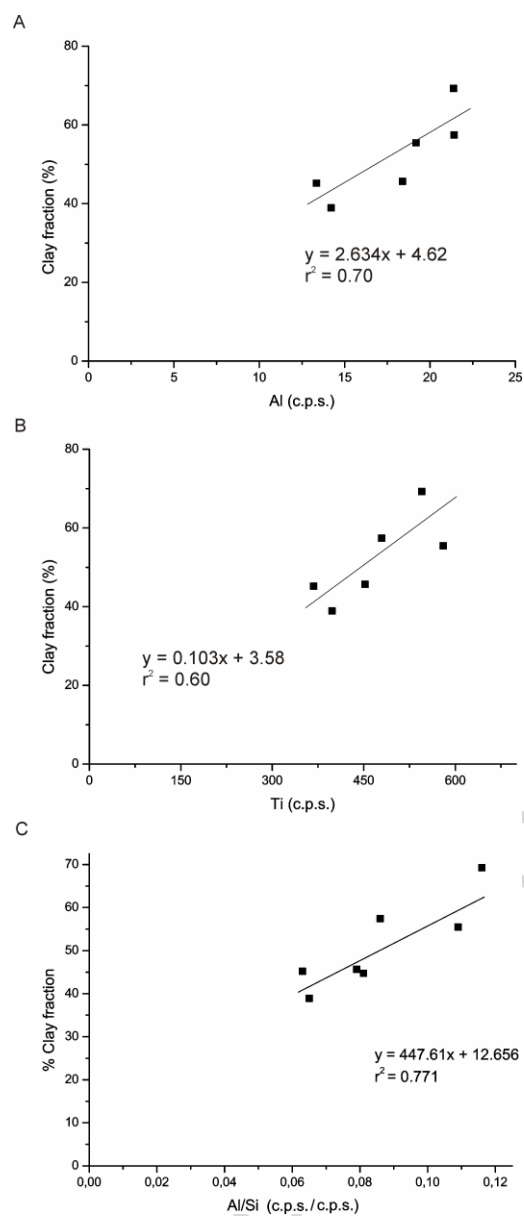 A
Clay fraction (%)
80
60
40
20
0
y = 2.634x + 4.62
r² = 0.70
0 5 10 15 20 25
Al (c.p.s.)
B
Clay fraction (%)
80
60
40
20
0
y = 0.103x + 3.58
r² = 0.60
0 150 300 450 600
Ti (c.p.s.)
C
% Clay fraction
70
60
50
40
30
20
10
0
y = 447.61x + 12.656
r² = 0.771
0,00 0,02 0,04 0,06 0,08 0,10 0,12
Al/Si (c.p.s./c.p.s.)